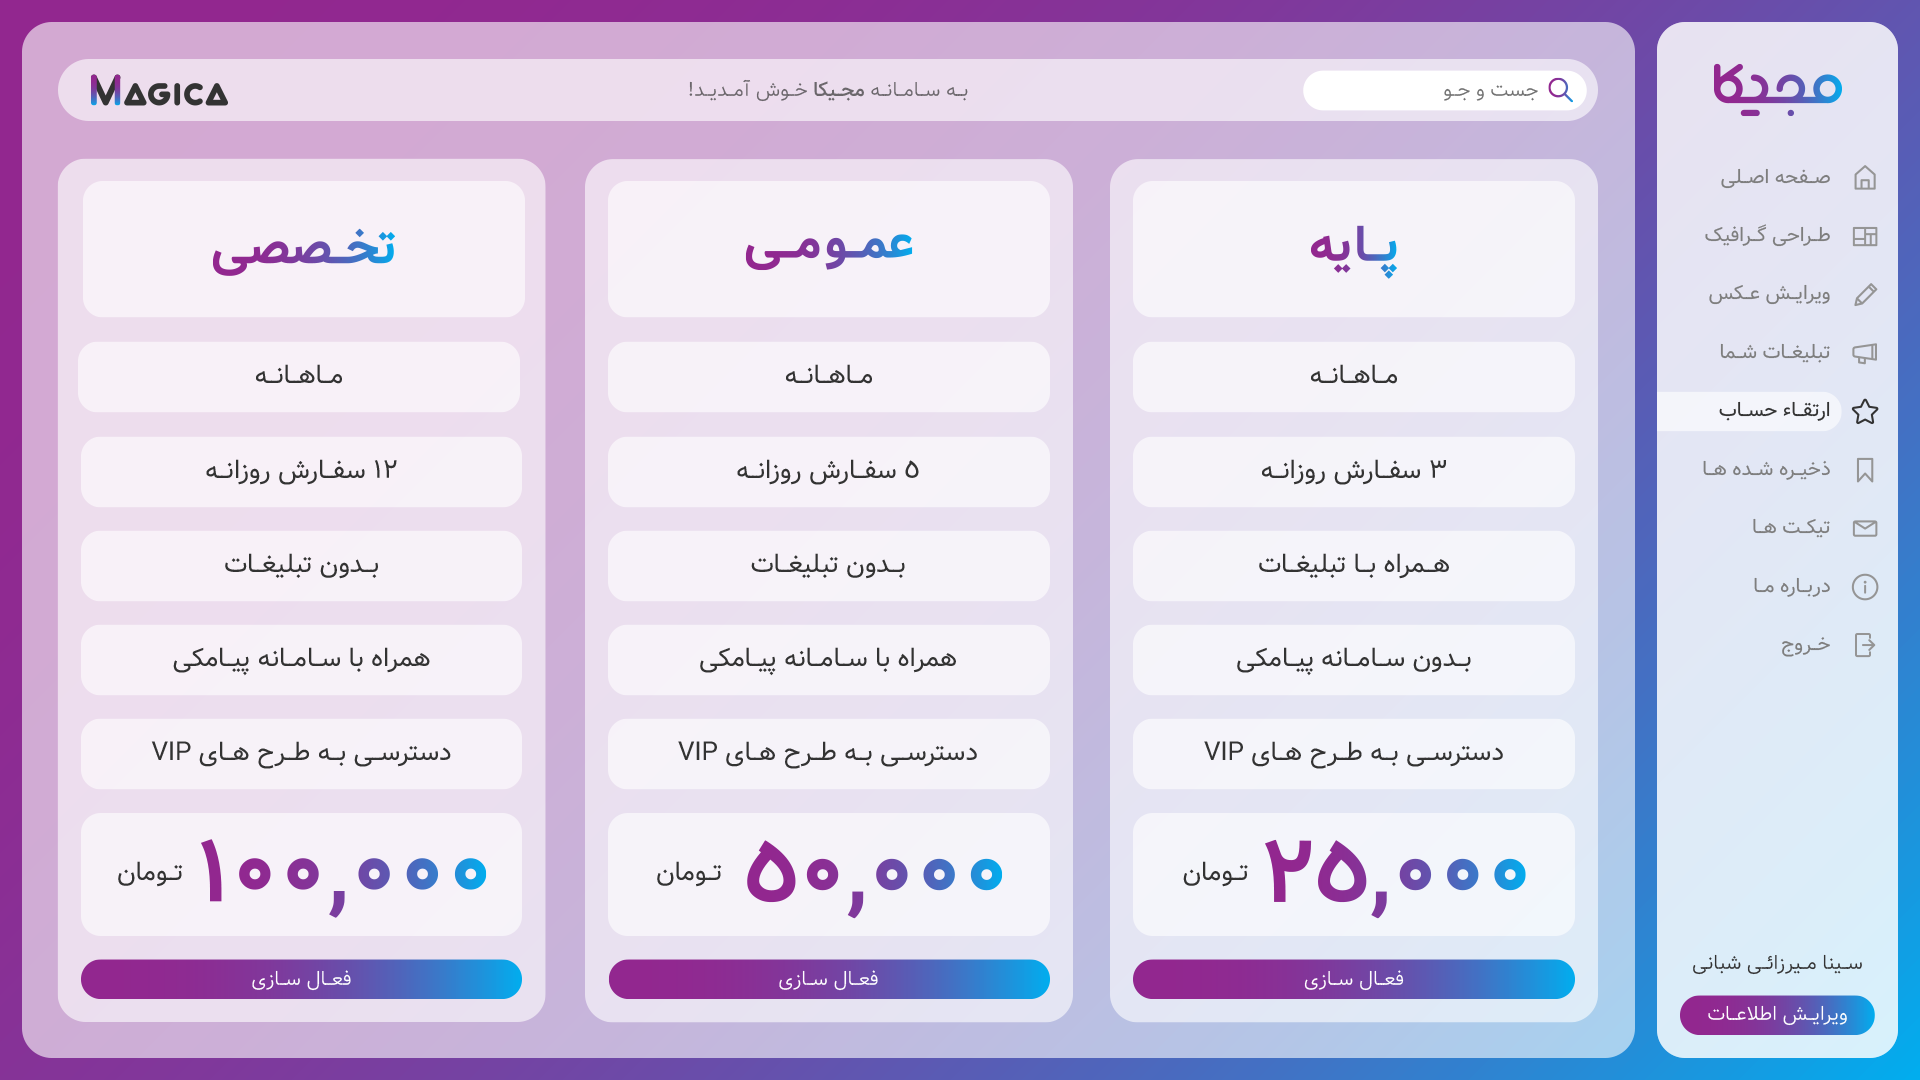 مجیکا
صفحه اصلی
طراحی گرافیک
ویرایش عکس
تبلیغات شما
ارتقاء حساب
ذخیره شده ها
تیکت ها
درباره ما
خروج
سینا میرزائی شبانی
ویرایش اطلاعات
جست و جو
به سامانه مجیکا خوش آمدید!
MAGICA
پایه
ماهانه
۳ سفارش روزانه
همراه با تبلیغات
بدون سامانه پیامکی
دسترسی به طرح های VIP
۲۵,۰۰۰ تومان
فعال سازی
عمومی
ماهانه
۵ سفارش روزانه
بدون تبلیغات
همراه با سامانه پیامکی
دسترسی به طرح های VIP
۵۰,۰۰۰ تومان
فعال سازی
تخصصی
ماهانه
۱۲ سفارش روزانه
بدون تبلیغات
همراه با سامانه پیامکی
دسترسی به طرح های VIP
۱۰۰,۰۰۰ تومان
فعال سازی